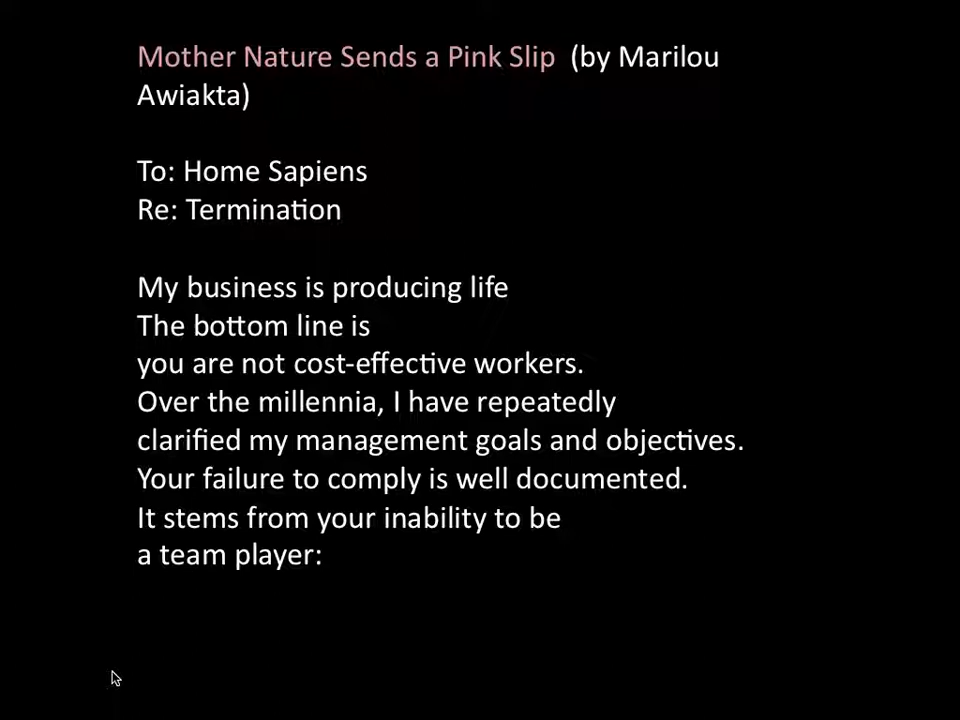 Mother Nature Sends a Pink Slip (by Marilou
Awiakta)
To: Home Sapiens
Re: Termination
My business is producing life
The bottom line is
you are not cost-effective workers.
Over the millennia, I have repeatedly
clarified my management goals and objectives.
Your failure to comply is well documented.
It stems from your inability to be
a team player: